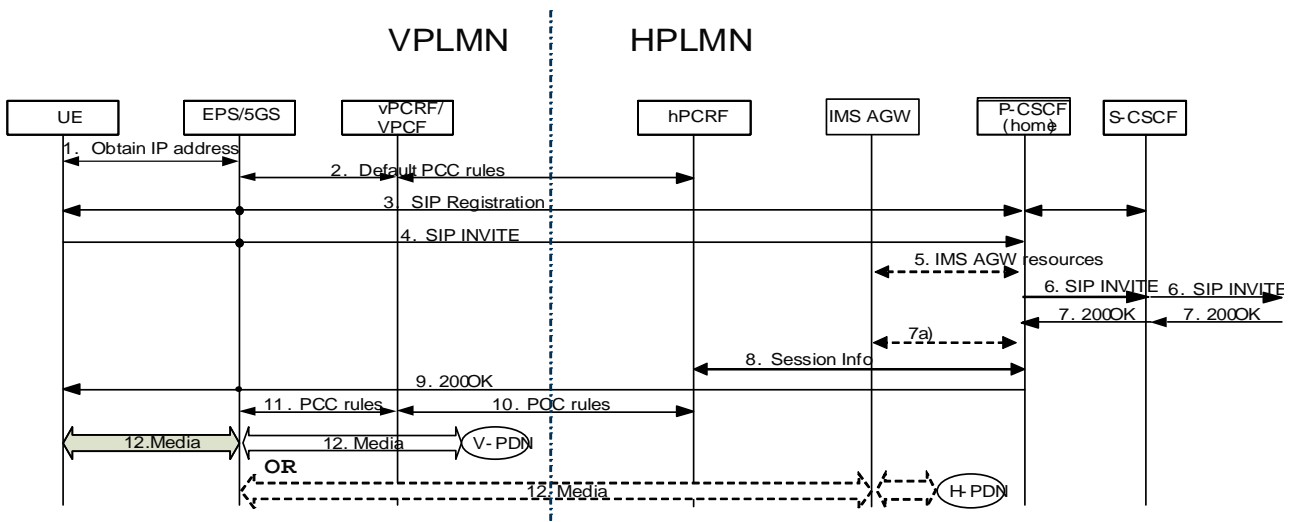 VPLMN
HPLMN
UE
EPS/5GS
vPCRF/
VPCF
hPCRF
IMS AGW
P-CSCF
(home)
S-CSCF
1. Obtain IP address
2. Default PCC rules
3. SIP Registration
4. SIP INVITE
5. IMS AGW resources
6. SIP INVITE
6. SIP INVITE
7. 200OK
7. 200OK
7a)
8. Session Info
9. 200OK
11. PCC rules
10. PCC rules
12.Media
12. Media
V-PDN
OR
12. Media
H-PDN